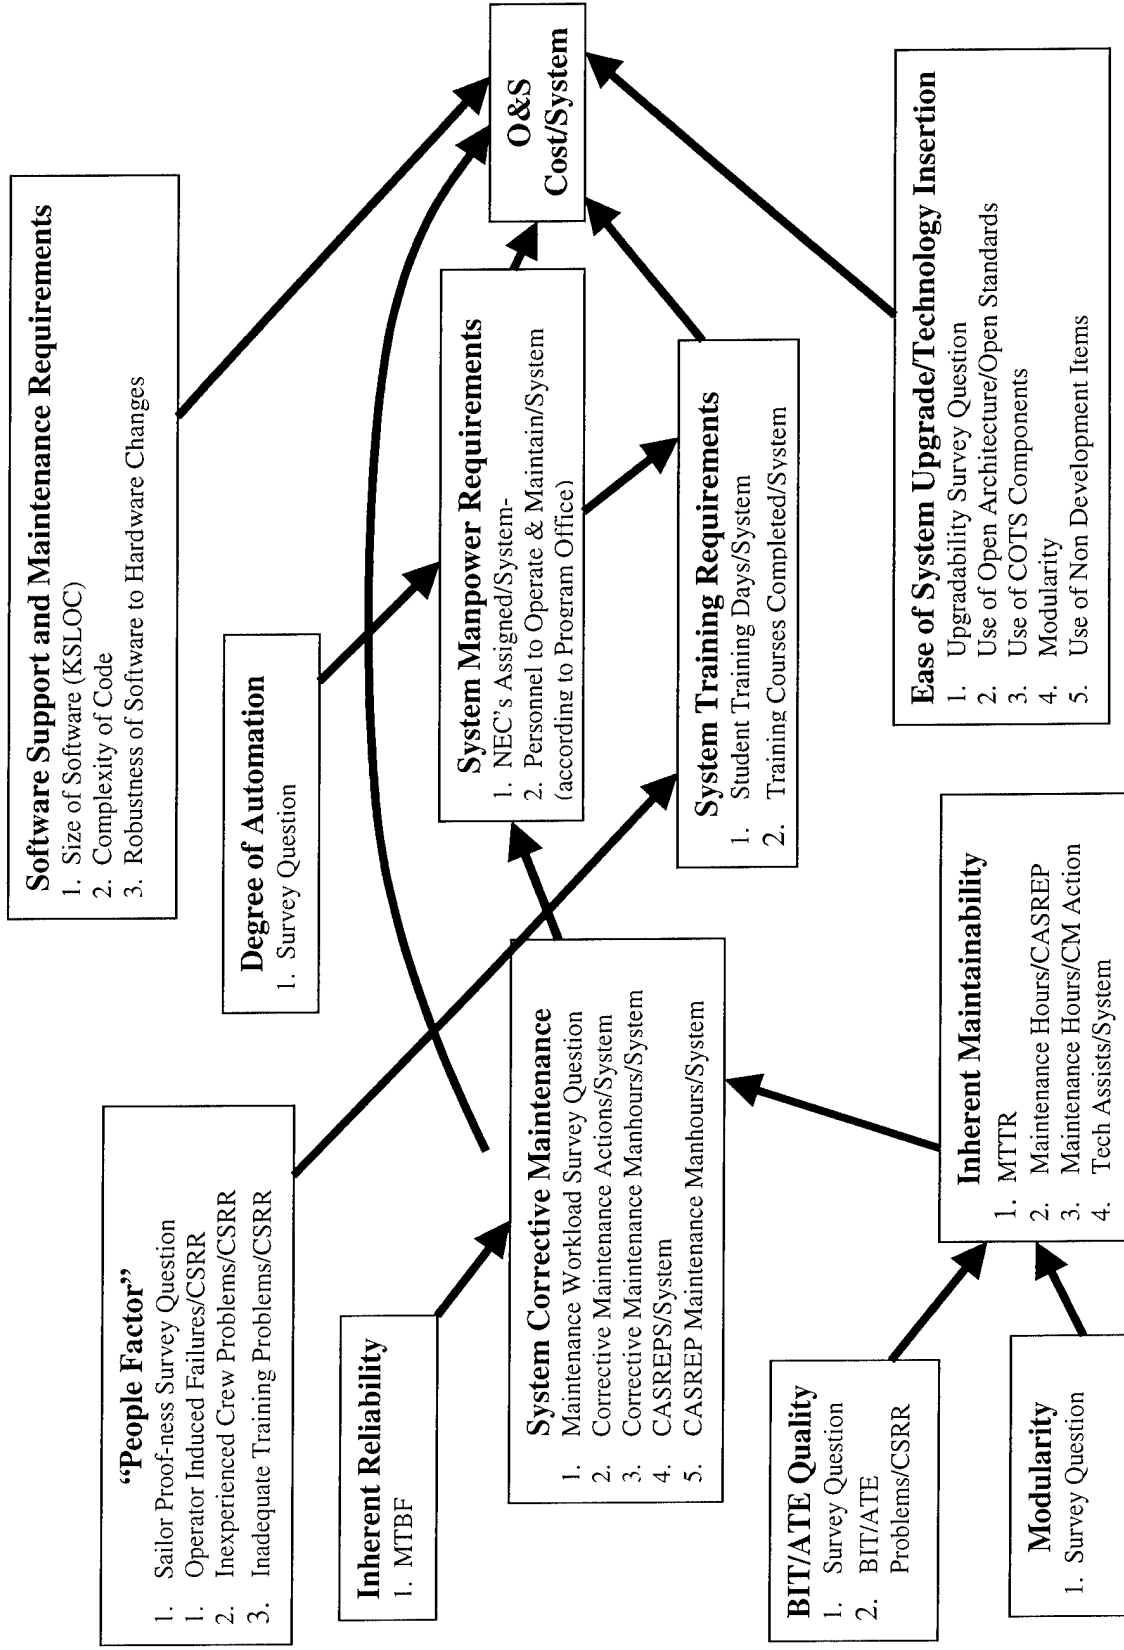 Software Support and Maintenance Requirements
1. Size of Software (KSLOC)
2. Complexity of Code
3. Robustness of Software to Hardware Changes
“People Factor”
1. Sailor Proof-ness Survey Question
1. Operator Induced Failures/CSRR
2. Inexperienced Crew Problems/CSRR
3. Inadequate Training Problems/CSRR
Degree of Automation
1. Survey Question
Inherent Reliability
1. MTBF
System Manpower Requirements
1. NEC's Assigned/System-
2. Personnel to Operate & Maintain/System
(according to Program Office)
O&S
Cost/System
System Corrective Maintenance
1. Maintenance Workload Survey Question
2. Corrective Maintenance Actions/System
3. Corrective Maintenance Manhours/System
4. CASREPS/System
5. CASREP Maintenance Manhours/System
System Training Requirements
1. Student Training Days/System
2. Training Courses Completed/System
BIT/ATE Quality
1. Survey Question
2. BIT/ATE
Problems/CSRR
Inherent Maintainability
1. MTTR
2. Maintenance Hours/CASREP
3. Maintenance Hours/CM Action
4. Tech Assists/System
Ease of System Upgrade/Technology Insertion
1. Upgradability Survey Question
2. Use of Open Architecture/Open Standards
3. Use of COTS Components
4. Modularity
5. Use of Non Development Items
Modularity
1. Survey Question